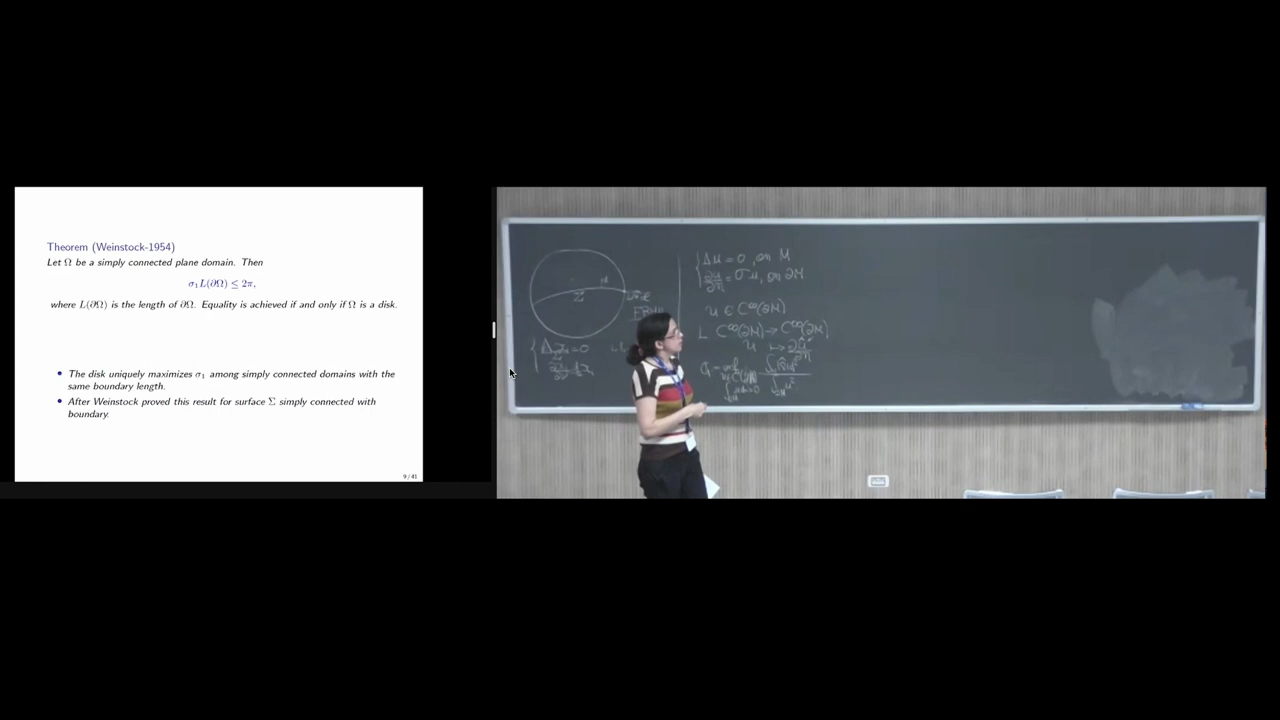 Theorem (Weinstock-1954)
Let Ω be a simply connected plane domain. Then
σ₁L(∂Ω) ≤ 2π,
where L(∂Ω) is the length of ∂Ω. Equality is achieved if and only if Ω is a disk.
• The disk uniquely maximizes σ₁ among simply connected domains with the
same boundary length.
• After Weinstock proved this result for surface Σ simply connected with
boundary.
9 / 41
Σ
Δu = 0, on M
∂u/∂η = σu, on ∂M
u ∈ C^∞(∂M)
L C^∞(∂M) → C^∞(∂M)